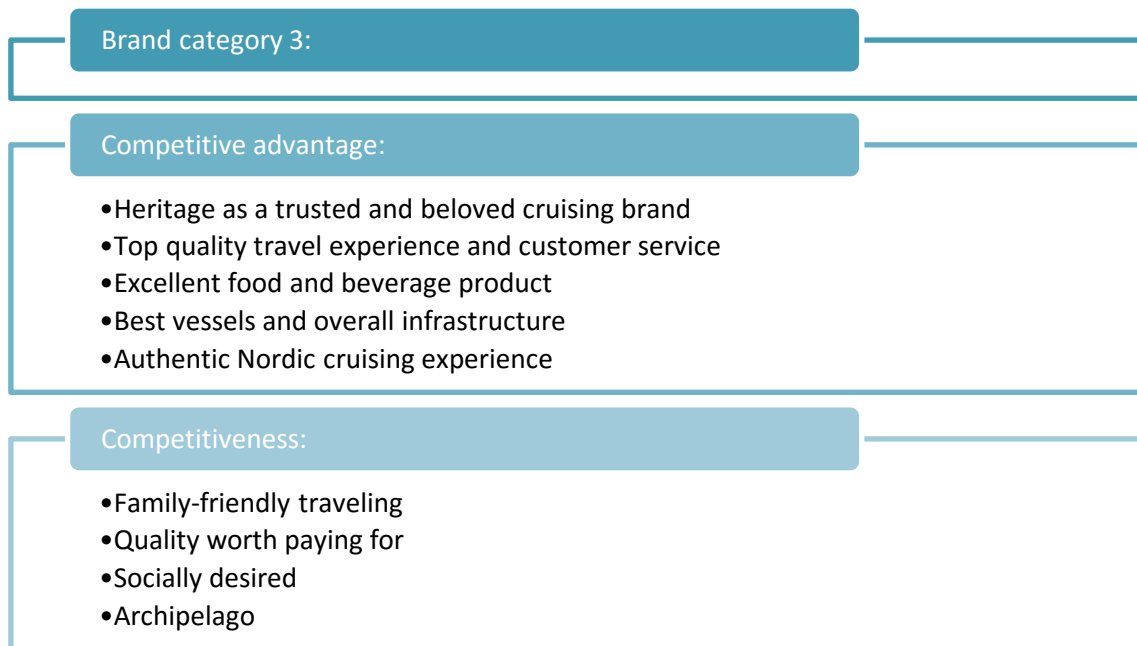 Brand category 3:
Competitive advantage:
•Heritage as a trusted and beloved cruising brand
•Top quality travel experience and customer service
•Excellent food and beverage product
•Best vessels and overall infrastructure
•Authentic Nordic cruising experience
Competitiveness:
•Family-friendly traveling
•Quality worth paying for
•Socially desired
•Archipelago